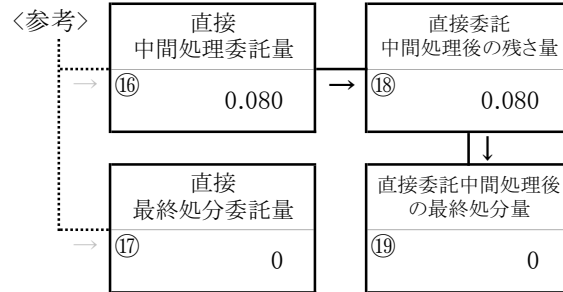 〈参考〉
直接
中間処理委託量
⑯
0.080
→
→
直接委託
中間処理後の残さ量
⑱
0.080
↓
直接
最終処分委託量
⑰
0
→
直接委託中間処理後
の最終処分量
⑲
0